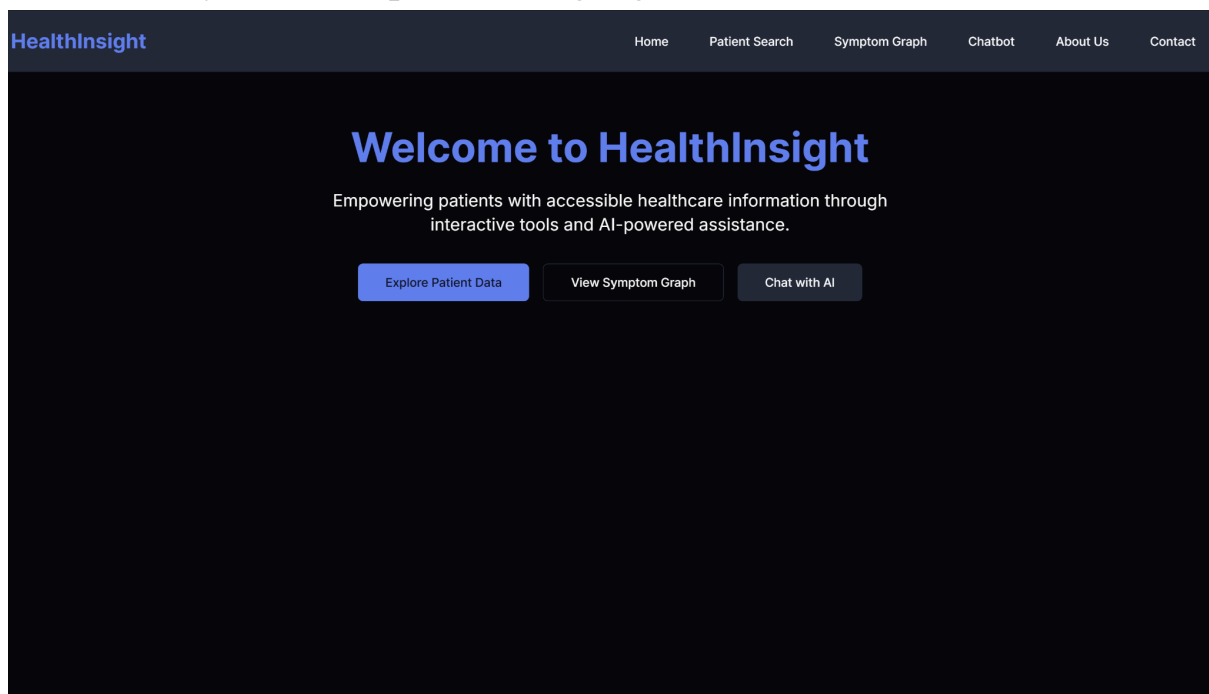 HealthInsight
Home Patient Search Symptom Graph Chatbot About Us Contact
Welcome to HealthInsight
Empowering patients with accessible healthcare information through
interactive tools and AI-powered assistance.
Explore Patient Data View Symptom Graph Chat with AI